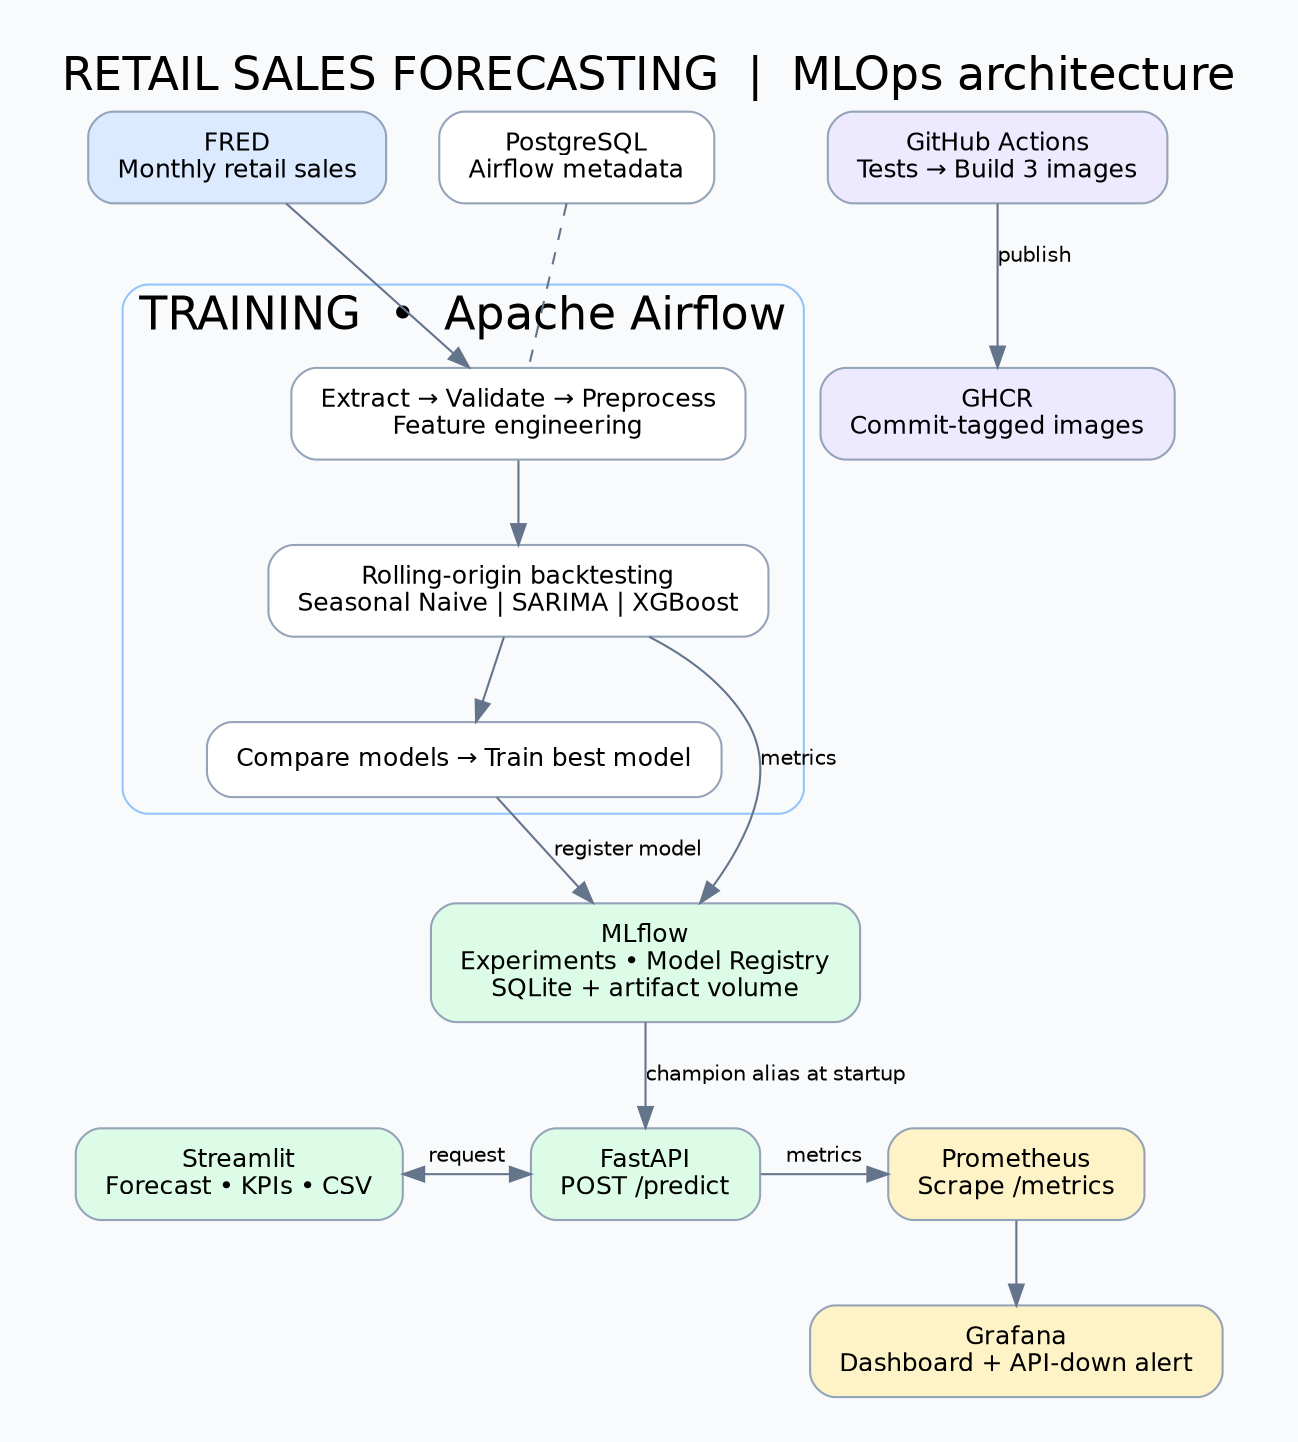 RETAIL SALES FORECASTING | MLOps architecture
FRED
Monthly retail sales
PostgreSQL
Airflow metadata
GitHub Actions
Tests → Build 3 images
publish
TRAINING • Apache Airflow
Extract → Validate → Preprocess
Feature engineering
GHCR
Commit-tagged images
Rolling-origin backtesting
Seasonal Naive | SARIMA | XGBoost
Compare models → Train best model
metrics
register model
MLflow
Experiments • Model Registry
SQLite + artifact volume
champion alias at startup
Streamlit
Forecast • KPIs • CSV
request
FastAPI
POST /predict
metrics
Prometheus
Scrape /metrics
Grafana
Dashboard + API-down alert